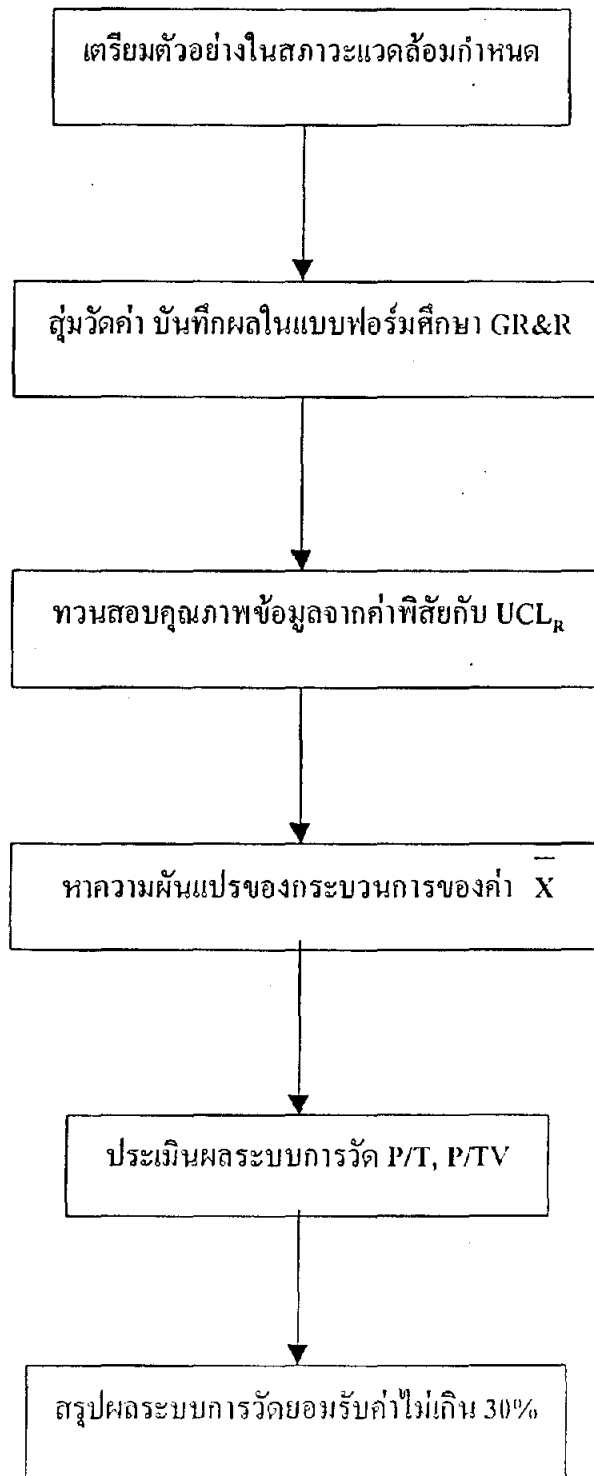 เตรียมตัวอย่างในสภาวะแวดล้อมกำหนด
สุ่มวัดค่า บันทึกผลในแบบฟอร์มศึกษา GR&R
ทวนสอบคุณภาพข้อมูลจากค่าพิสัยกับ UCL_R
หาความผันแปรของกระบวนการของค่า X̅
ประเมินผลระบบการวัด P/T, P/TV
สรุปผลระบบการวัดยอมรับค่าไม่เกิน 30%